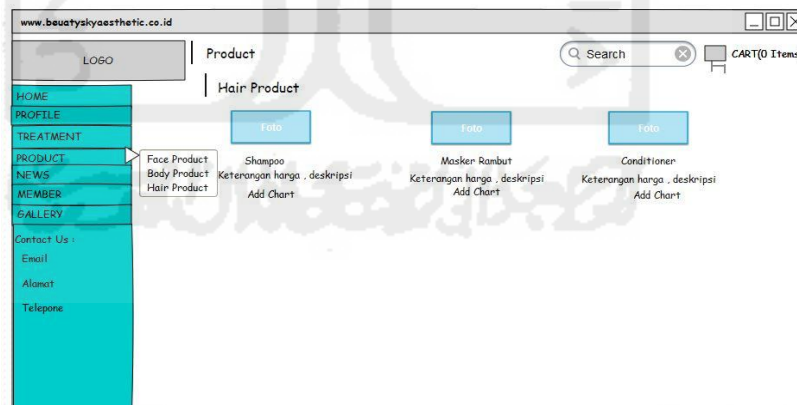 www.beuatyskyaesthetic.co.id
LOGO
Product
Search
CART(0 Items
Hair Product
HOME
PROFILE
TREATMENT
PRODUCT
NEWS
MEMBER
GALLERY
Face Product
Body Product
Hair Product
Foto
Shampoo
Keterangan harga , deskripsi
Add Chart
Foto
Masker Rambut
Keterangan harga , deskripsi
Add Chart
Foto
Conditioner
Keterangan harga , deskripsi
Add Chart
Contact Us :
Email
Alamat
Telepone